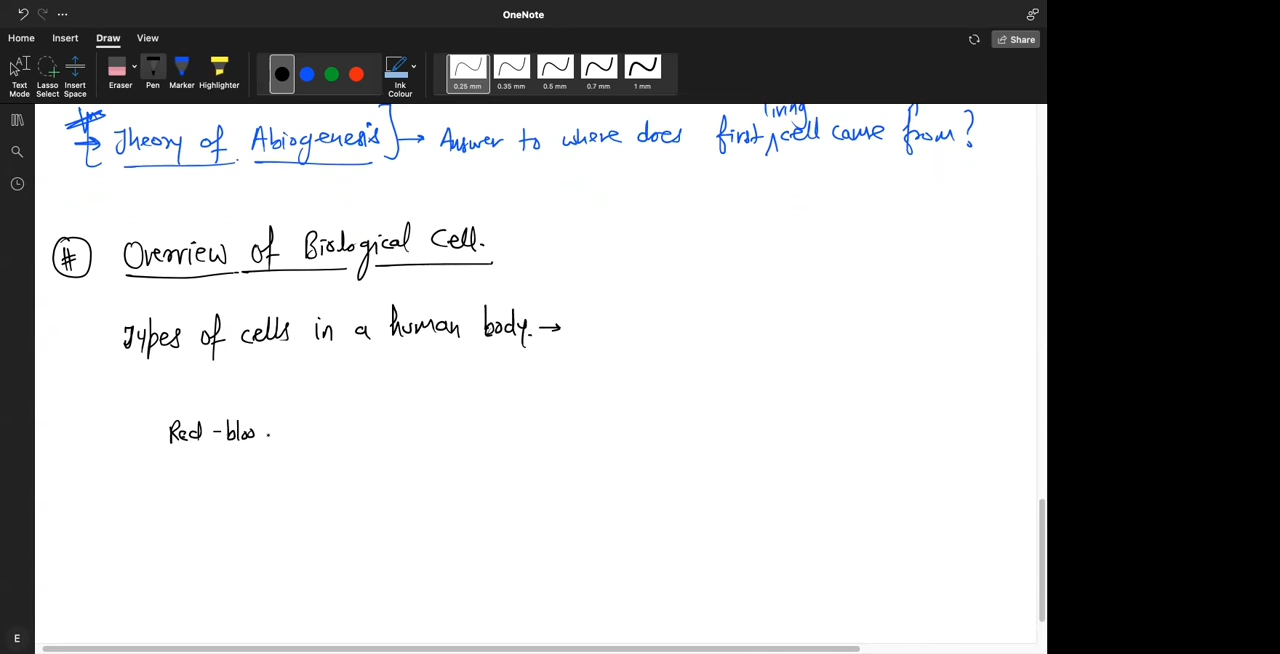 OneNote
Home Insert Draw View
Share
Text Mode Lasso Select Insert Space Eraser Pen Marker Highlighter 0.25 mm 0.35 mm 0.5 mm 0.7 mm 1 mm Ink Colour
living
Theory of Abiogenesis → Answer to where does first cell came from?
# Overview of Biological Cell.
Types of cells in a human body. →
Red - bloo
E